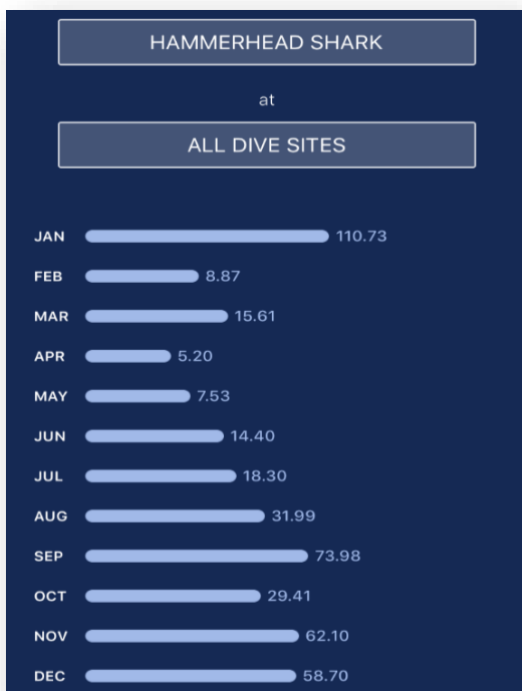 HAMMERHEAD SHARK
at
ALL DIVE SITES
JAN 110.73
FEB 8.87
MAR 15.61
APR 5.20
MAY 7.53
JUN 14.40
JUL 18.30
AUG 31.99
SEP 73.98
OCT 29.41
NOV 62.10
DEC 58.70